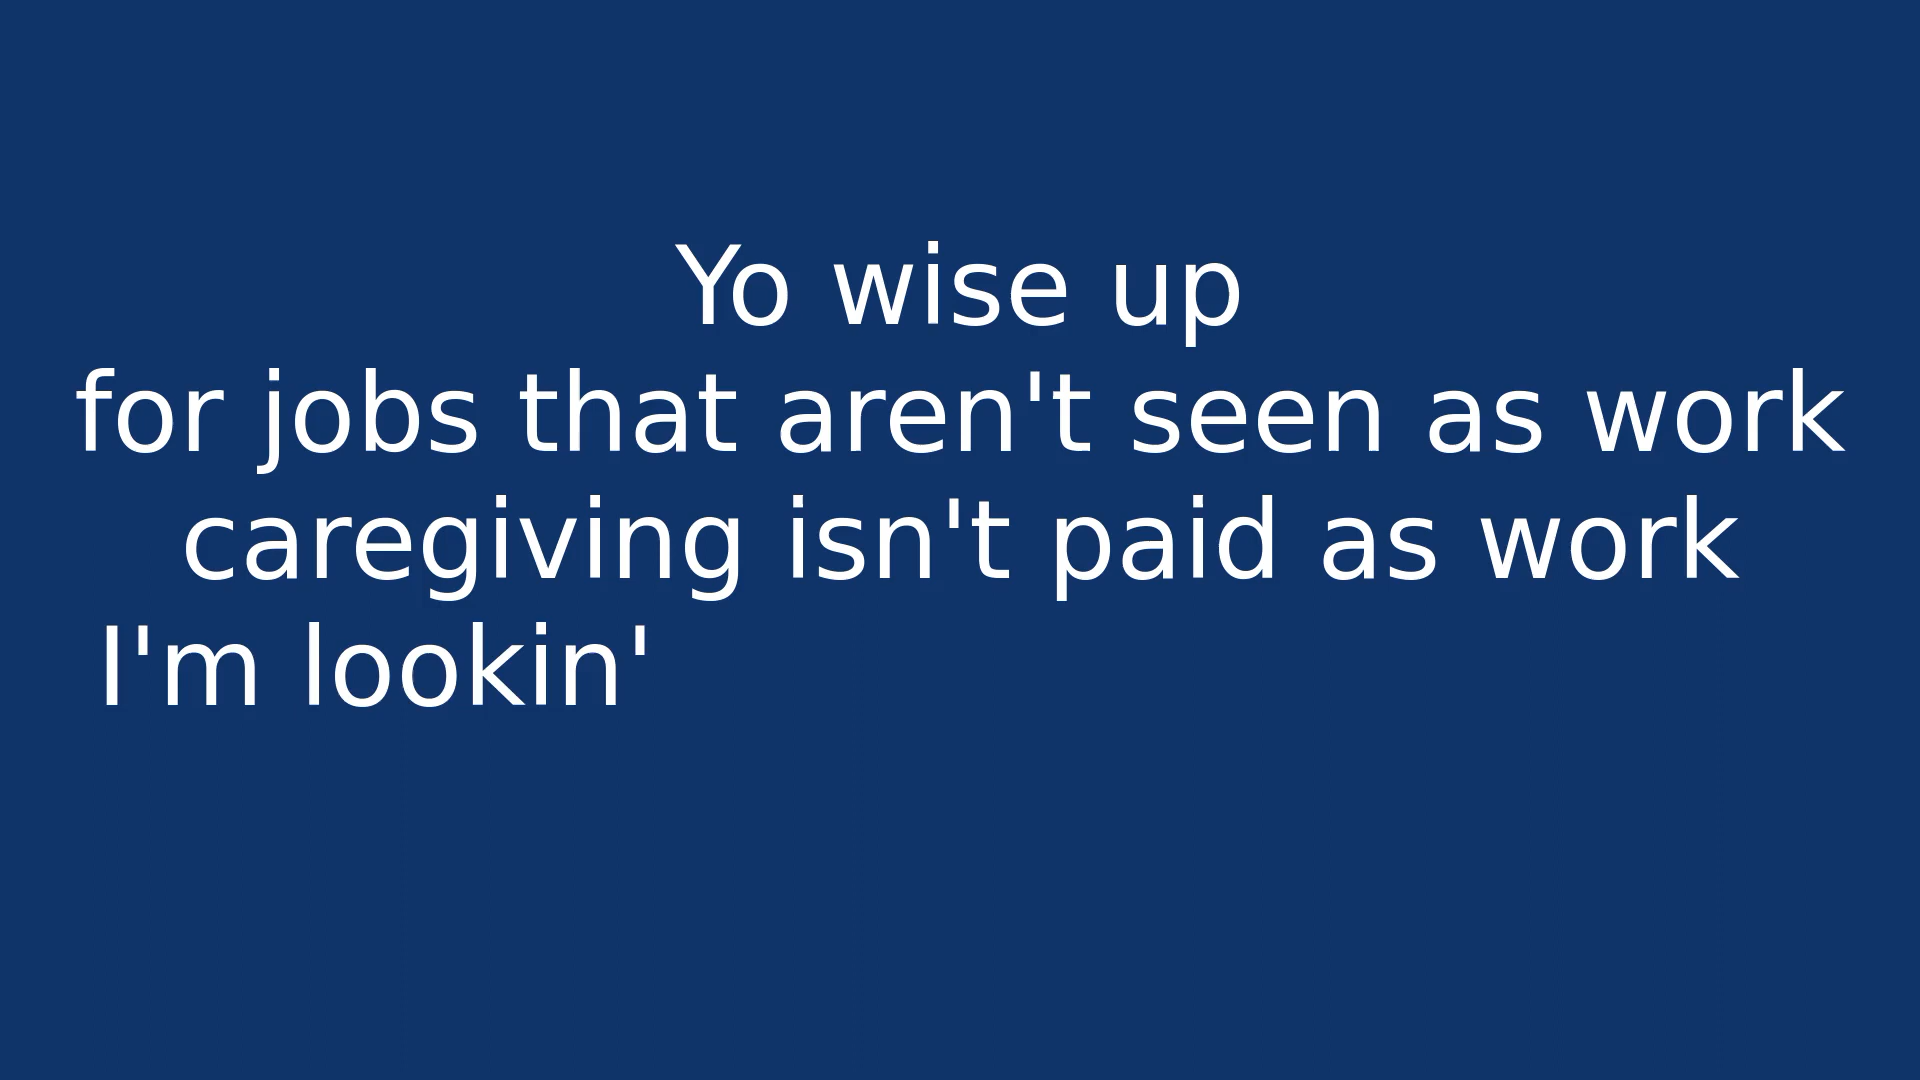 Yo wise up
for jobs that aren't seen as work
caregiving isn't paid as work
I'm lookin'